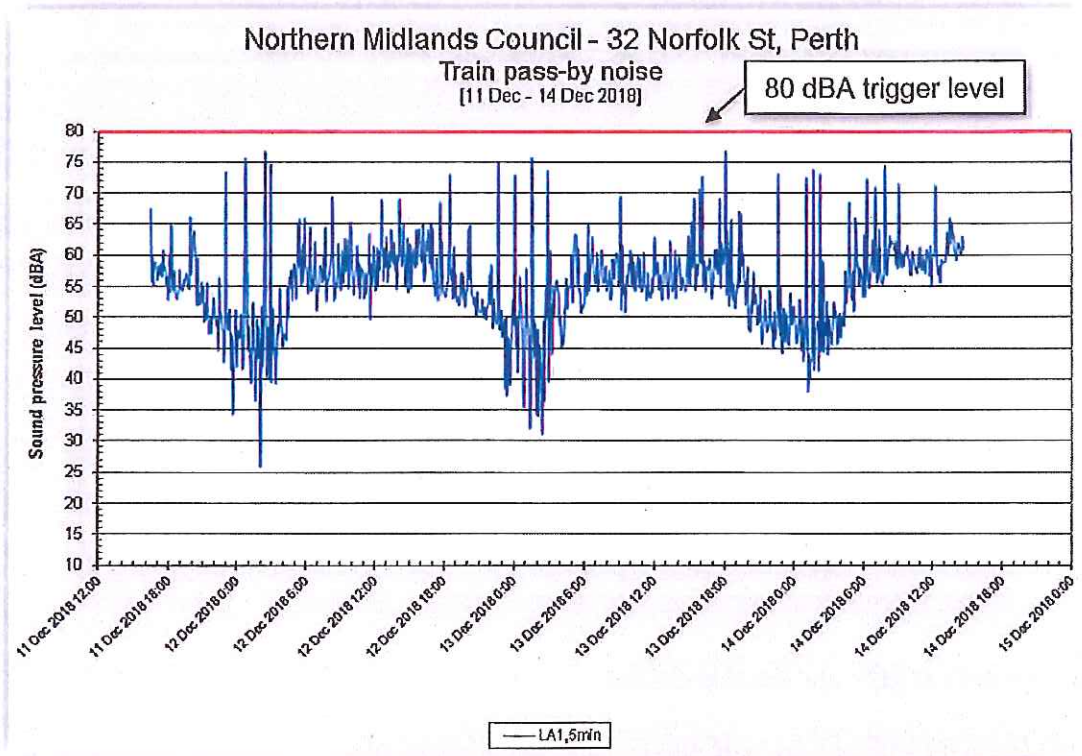 Northern Midlands Council - 32 Norfolk St, Perth
Train pass-by noise
[11 Dec - 14 Dec 2018]
80 dBA trigger level
Sound pressure level (dBA)
80
75
70
65
60
55
50
45
40
35
30
25
20
15
10
11 Dec 2018 12:00
11 Dec 2018 18:00
12 Dec 2018 0:00
12 Dec 2018 6:00
12 Dec 2018 12:00
12 Dec 2018 18:00
13 Dec 2018 0:00
13 Dec 2018 6:00
13 Dec 2018 12:00
13 Dec 2018 18:00
14 Dec 2018 0:00
14 Dec 2018 6:00
14 Dec 2018 12:00
14 Dec 2018 18:00
15 Dec 2018 0:00
LA1,5min